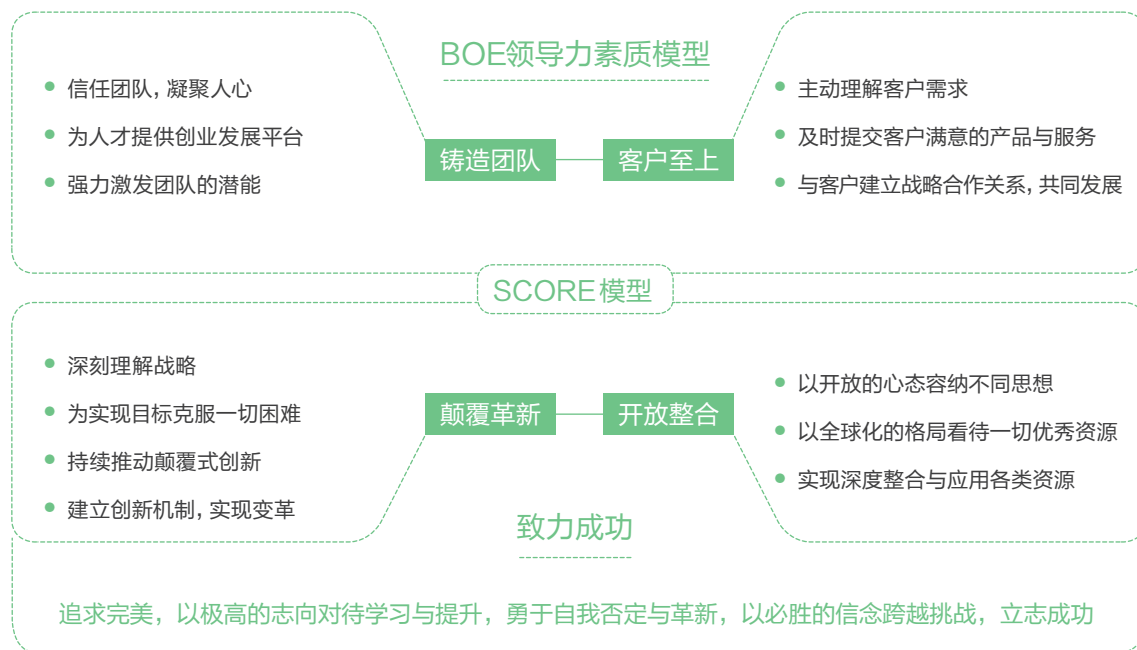 BOE领导力素质模型
信任团队，凝聚人心
为人才提供创业发展平台
强力激发团队的潜能
铸造团队
客户至上
主动理解客户需求
及时提交客户满意的产品与服务
与客户建立战略合作关系，共同发展
SCORE模型
深刻理解战略
为实现目标克服一切困难
持续推动颠覆式创新
建立创新机制，实现变革
颠覆革新
开放整合
以开放的心态容纳不同思想
以全球化的格局看待一切优秀资源
实现深度整合与应用各类资源
致力成功
追求完美，以极高的志向对待学习与提升，勇于自我否定与革新，以必胜的信念跨越挑战，立志成功